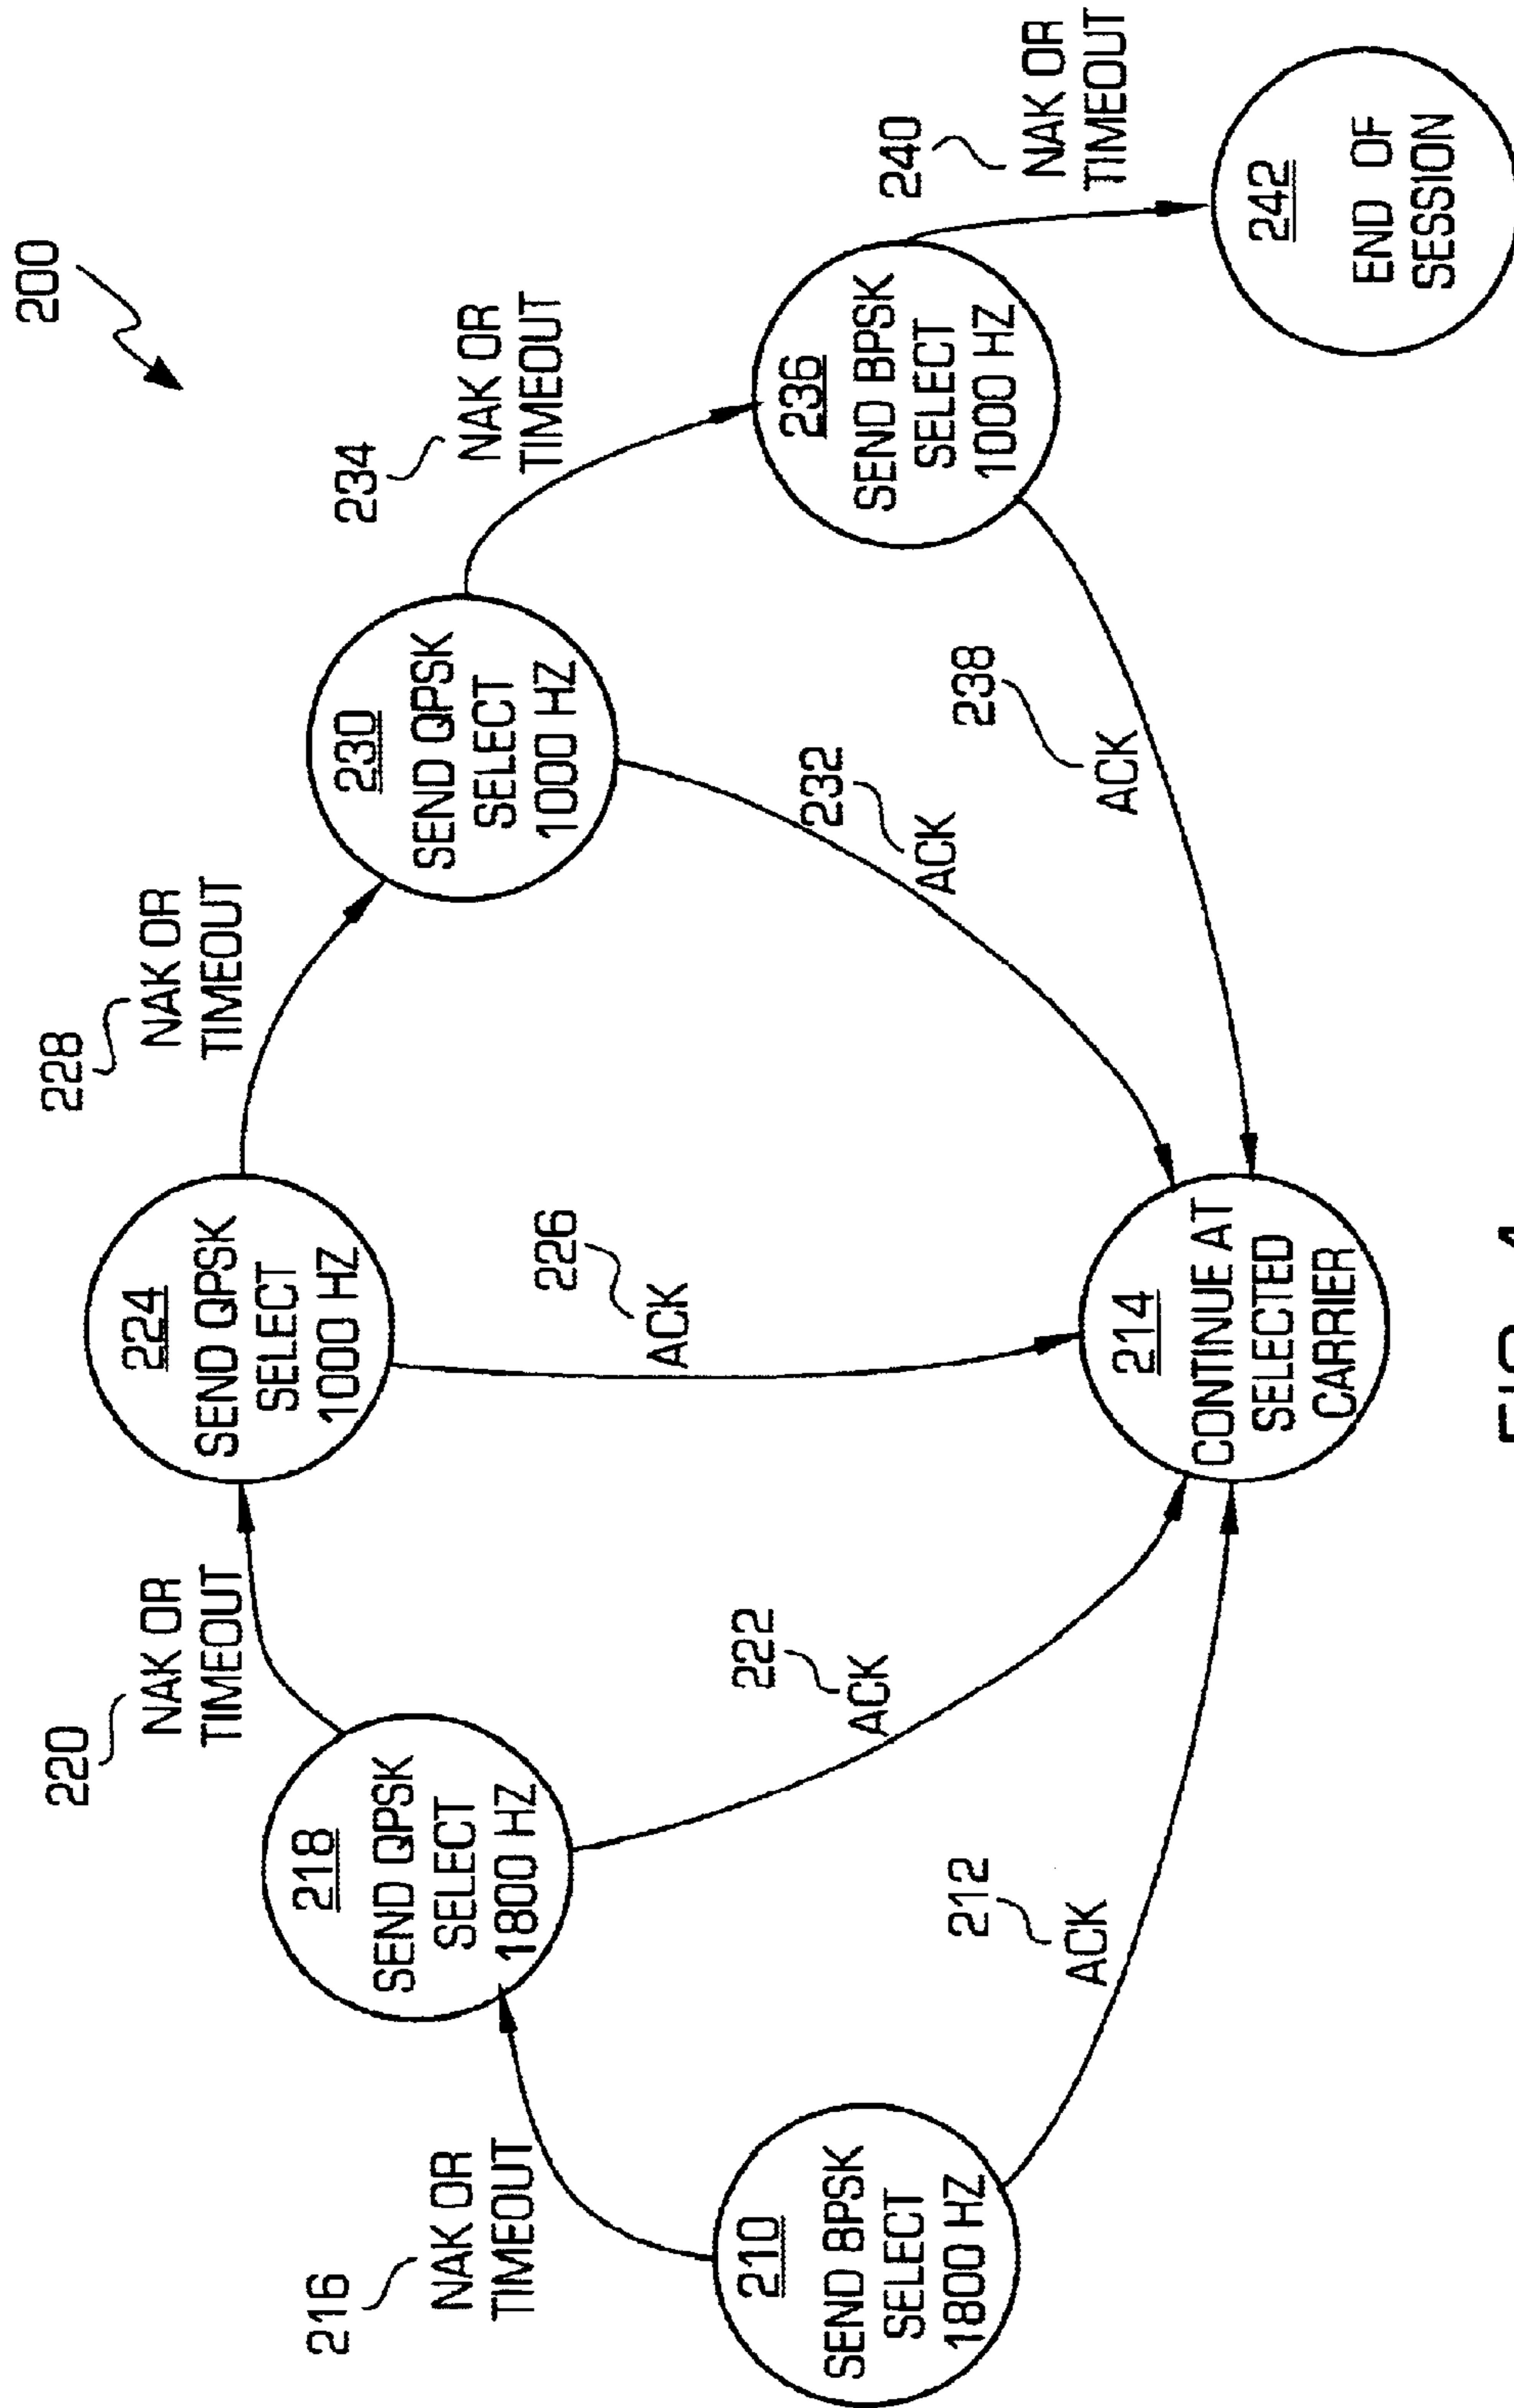 200
220
NAK OR
TIMEOUT
228
NAK OR
TIMEOUT
224
SEND QPSK
SELECT
1000 HZ
218
SEND QPSK
SELECT
1800 HZ
230
SEND QPSK
SELECT
1000 HZ
234
NAK OR
TIMEOUT
216
NAK OR
TIMEOUT
226
ACK
210
SEND BPSK
SELECT
1800 HZ
222
ACK
232
ACK
236
SEND BPSK
SELECT
1000 HZ
240
NAK OR
TIMEOUT
212
ACK
238
ACK
214
CONTINUE AT
SELECTED
CARRIER
242
END OF
SESSION